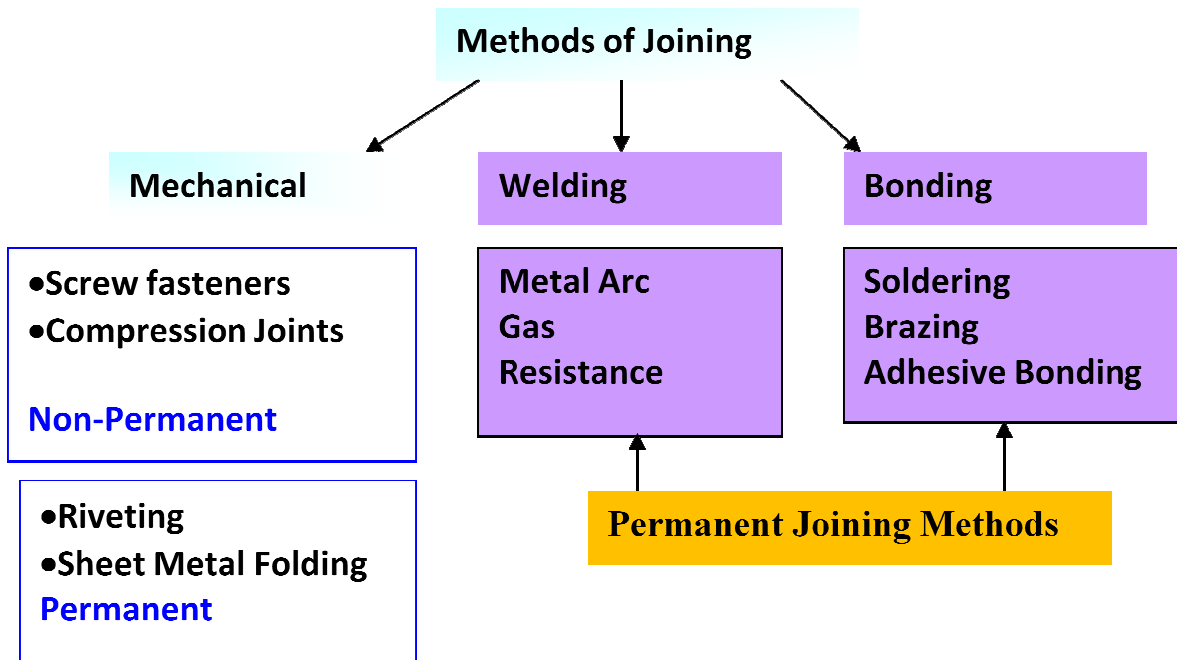 Methods of Joining
Mechanical
Welding
Bonding
•Screw fasteners
•Compression Joints
Non-Permanent
Metal Arc
Gas
Resistance
Soldering
Brazing
Adhesive Bonding
•Riveting
•Sheet Metal Folding
Permanent
Permanent Joining Methods